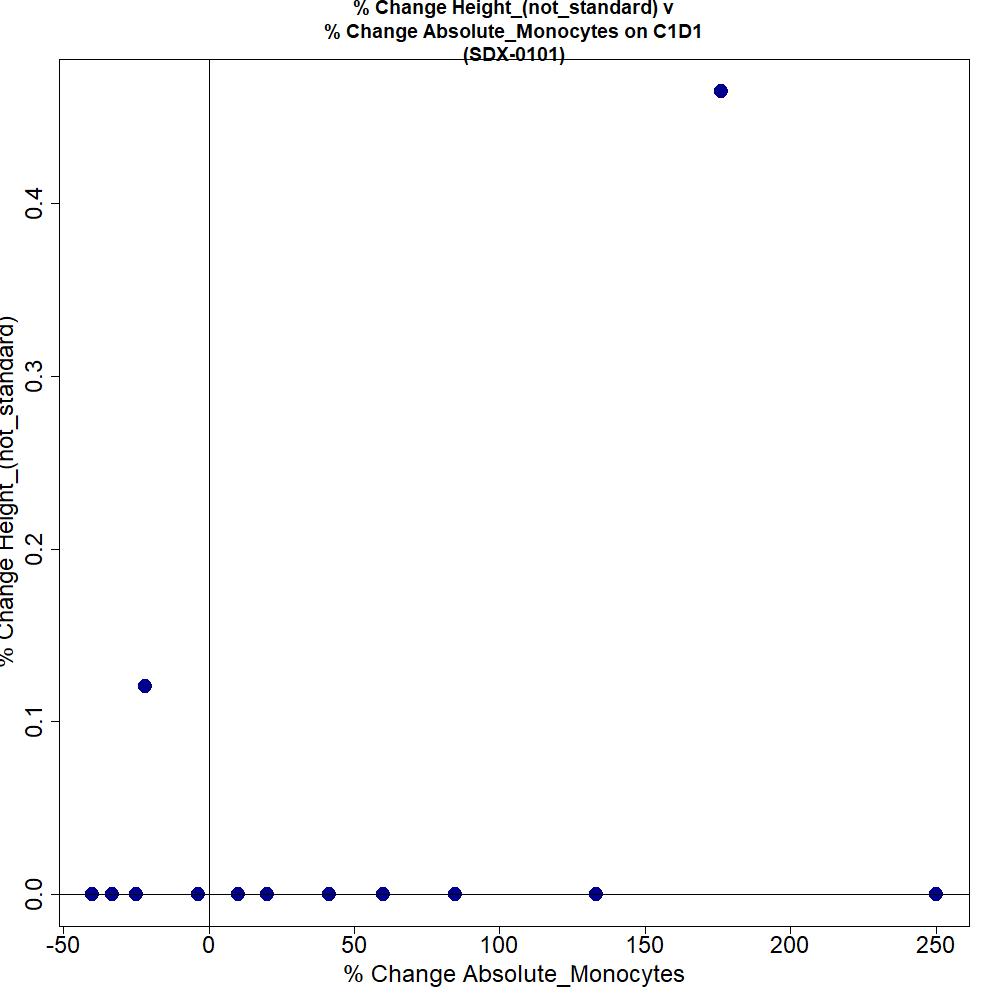 % Change Height_(not_standard) v
% Change Absolute_Monocytes on C1D1
(SDX-0101)
% Change Height_(not_standard)
0.4
0.3
0.2
0.1
0.0
-50 0 50 100 150 200 250
% Change Absolute_Monocytes